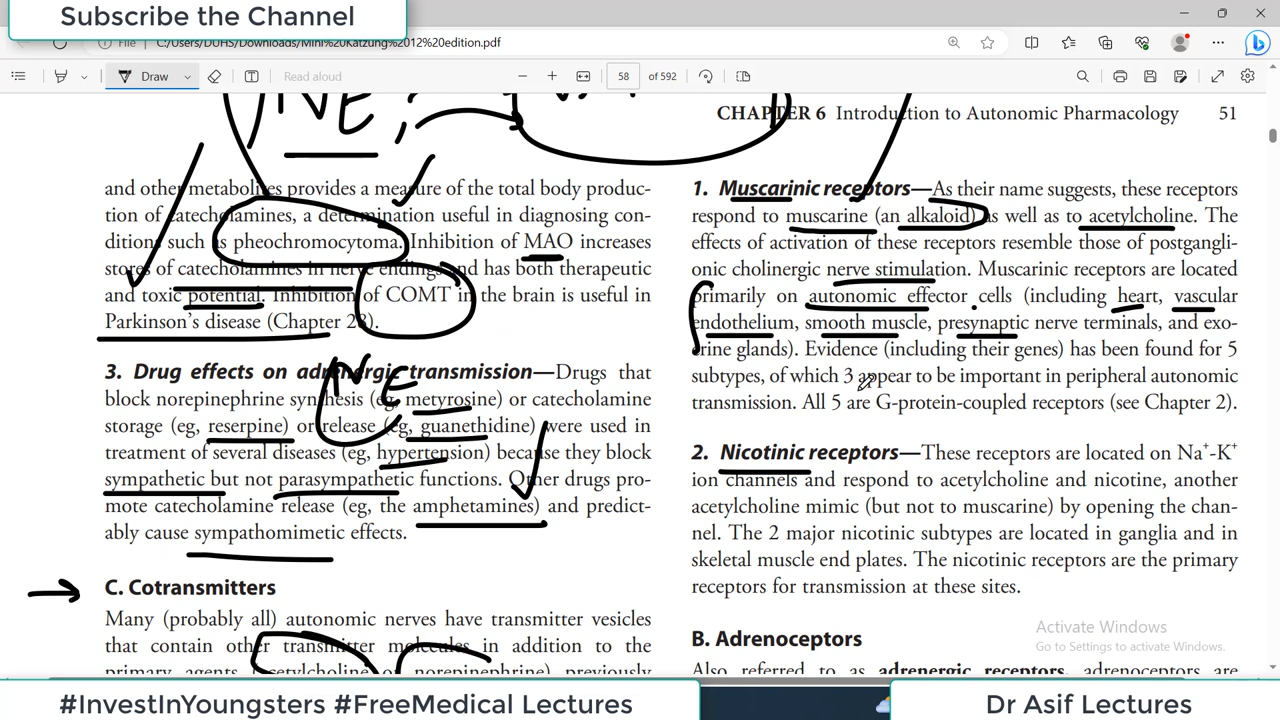 Subscribe the Channel
File C:/Users/DUHS/Downloads/Mini%20Katzung%2012%20edition.pdf
Draw Read aloud 58 of 592
NE
CHAPTER 6 Introduction to Autonomic Pharmacology 51
and other metabolites provides a measure of the total body produc-
tion of catecholamines, a determination useful in diagnosing con-
ditions such as pheochromocytoma. Inhibition of MAO increases
stores of catecholamines in nerve endings and has both therapeutic
and toxic potential. Inhibition of COMT in the brain is useful in
Parkinson's disease (Chapter 28).
NE
3. Drug effects on adrenergic transmission—Drugs that
block norepinephrine synthesis (eg, metyrosine) or catecholamine
storage (eg, reserpine) or release (eg, guanethidine) were used in
treatment of several diseases (eg, hypertension) because they block
sympathetic but not parasympathetic functions. Other drugs pro-
mote catecholamine release (eg, the amphetamines) and predict-
ably cause sympathomimetic effects.
C. Cotransmitters
Many (probably all) autonomic nerves have transmitter vesicles
that contain other transmitter molecules in addition to the
primary agents (acetylcholine or norepinephrine) previously
1. Muscarinic receptors—As their name suggests, these receptors
respond to muscarine (an alkaloid) as well as to acetylcholine. The
effects of activation of these receptors resemble those of postgangli-
onic cholinergic nerve stimulation. Muscarinic receptors are located
primarily on autonomic effector cells (including heart, vascular
endothelium, smooth muscle, presynaptic nerve terminals, and exo-
crine glands). Evidence (including their genes) has been found for 5
subtypes, of which 3 appear to be important in peripheral autonomic
transmission. All 5 are G-protein-coupled receptors (see Chapter 2).
2. Nicotinic receptors—These receptors are located on Na⁺-K⁺
ion channels and respond to acetylcholine and nicotine, another
acetylcholine mimic (but not to muscarine) by opening the chan-
nel. The 2 major nicotinic subtypes are located in ganglia and in
skeletal muscle end plates. The nicotinic receptors are the primary
receptors for transmission at these sites.
B. Adrenoceptors
Also referred to as adrenergic receptors, adrenoceptors are
Activate Windows
Go to Settings to activate Windows.
#InvestInYoungsters #FreeMedical Lectures
Dr Asif Lectures